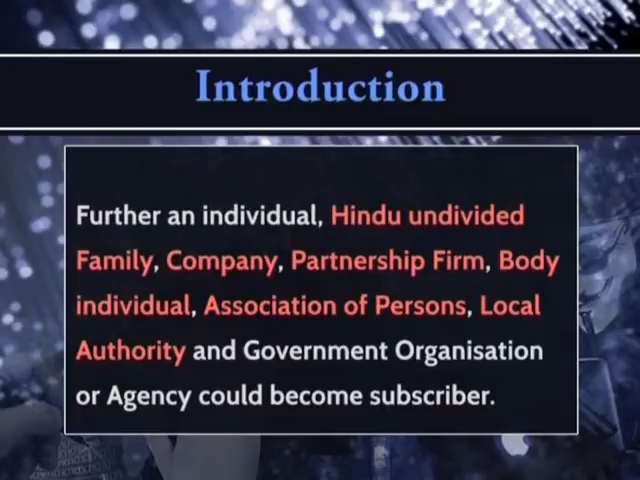 Introduction
Further an individual, Hindu undivided
Family, Company, Partnership Firm, Body
individual, Association of Persons, Local
Authority and Government Organisation
or Agency could become subscriber.